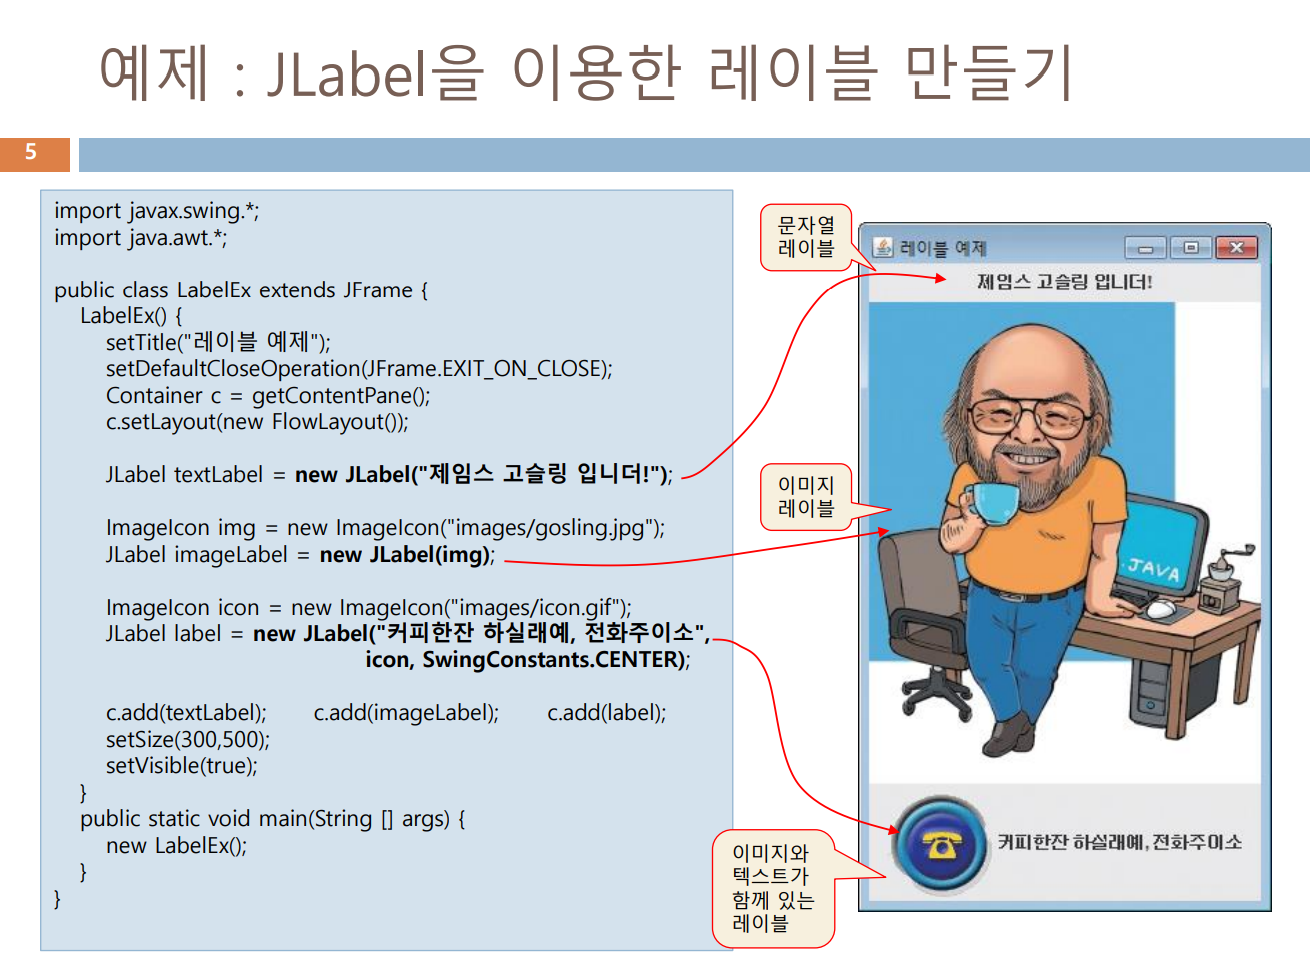 예제 : JLabel을 이용한 레이블 만들기
5
import javax.swing.*;
import java.awt.*;
public class LabelEx extends JFrame {
LabelEx() {
setTitle("레이블 예제");
setDefaultCloseOperation(JFrame.EXIT_ON_CLOSE);
Container c = getContentPane();
c.setLayout(new FlowLayout());
JLabel textLabel = new JLabel("제임스 고슬링 입니더!");
ImageIcon img = new ImageIcon("images/gosling.jpg");
JLabel imageLabel = new JLabel(img);
ImageIcon icon = new ImageIcon("images/icon.gif");
JLabel label = new JLabel("커피한잔 하실래예, 전화주이소",
icon, SwingConstants.CENTER);
c.add(textLabel); c.add(imageLabel); c.add(label);
setSize(300,500);
setVisible(true);
}
public static void main(String [] args) {
new LabelEx();
}
}
문자열
레이블
이미지
레이블
이미지와
텍스트가
함께 있는
레이블
레이블 예제
제임스 고슬링 입니더!
JAVA
커피한잔 하실래예, 전화주이소